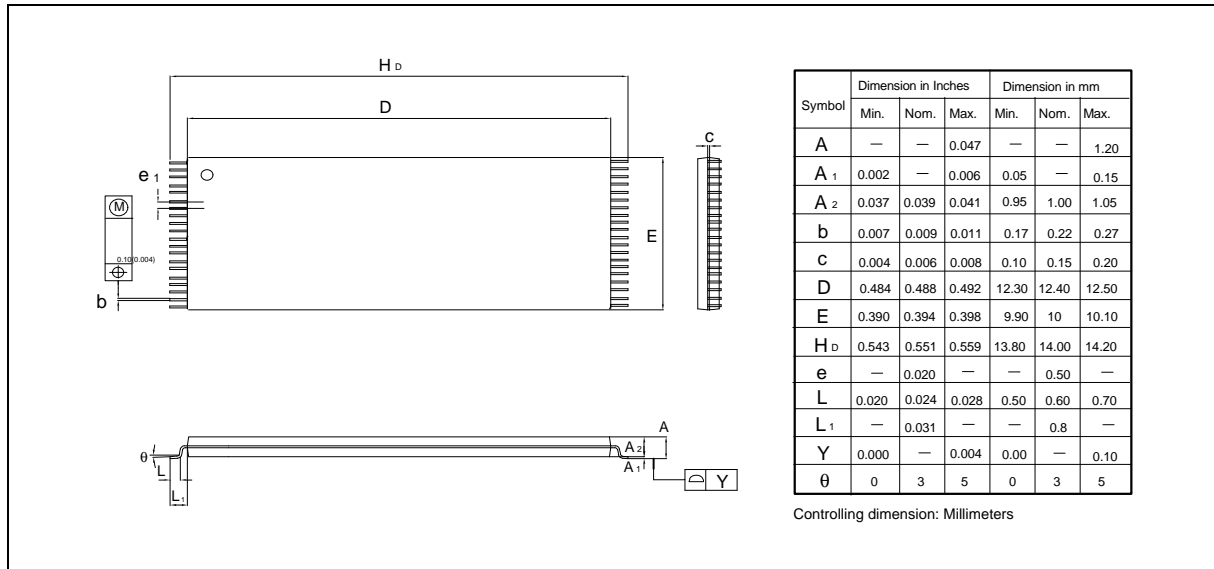 H D
D
c
e 1
M
E
0.10(0.004)
b
θ
L
L 1
A
A 2
A 1
Y
Dimension in Inches Dimension in mm
Symbol Min. Nom. Max. Min. Nom. Max.
A — — 0.047 — — 1.20
A 1 0.002 — 0.006 0.05 — 0.15
A 2 0.037 0.039 0.041 0.95 1.00 1.05
b 0.007 0.009 0.011 0.17 0.22 0.27
c 0.004 0.006 0.008 0.10 0.15 0.20
D 0.484 0.488 0.492 12.30 12.40 12.50
E 0.390 0.394 0.398 9.90 10 10.10
H D 0.543 0.551 0.559 13.80 14.00 14.20
e — 0.020 — — 0.50 —
L 0.020 0.024 0.028 0.50 0.60 0.70
L 1 — 0.031 — — 0.8 —
Y 0.000 — 0.004 0.00 — 0.10
θ 0 3 5 0 3 5
Controlling dimension: Millimeters